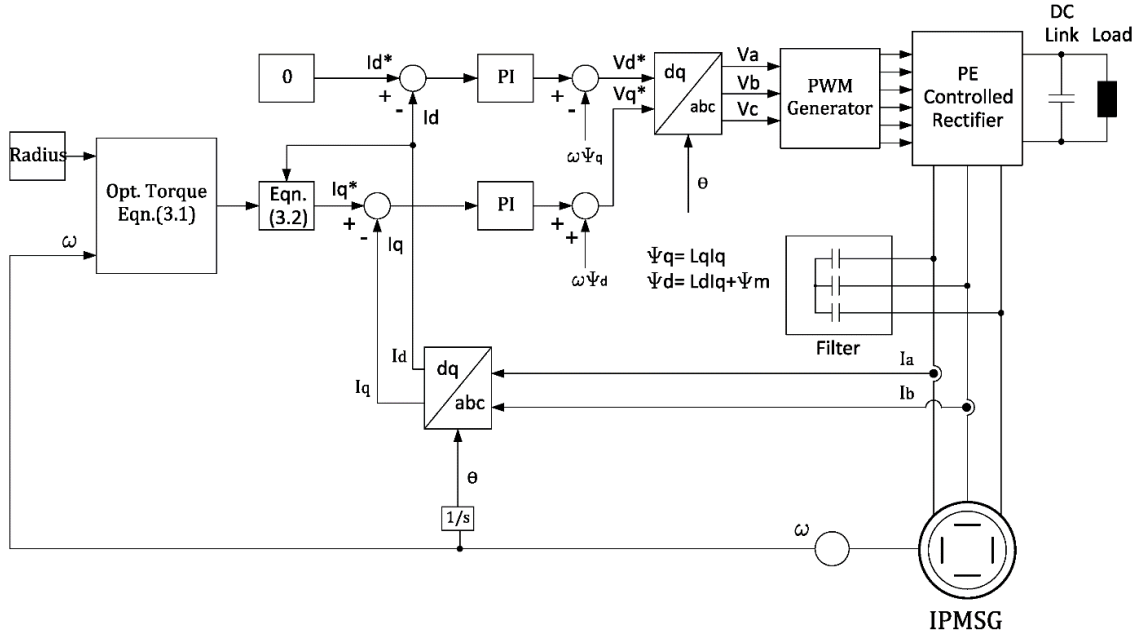 DC
Link Load
0
Id*
+
-
Id
PI
+
-
Vd*
Vq*
ωΨq
dq
abc
Va
Vb
Vc
PWM
Generator
PE
Controlled
Rectifier
Radius
Opt. Torque
Eqn.(3.1)
ω
Eqn.
(3.2)
Iq*
+
-
Iq
PI
+
+
ωΨd
θ
Ψq= LqIq
Ψd= LdIq+Ψm
Filter
Id
Iq
dq
abc
Ia
Ib
θ
1/s
ω
IPMSG